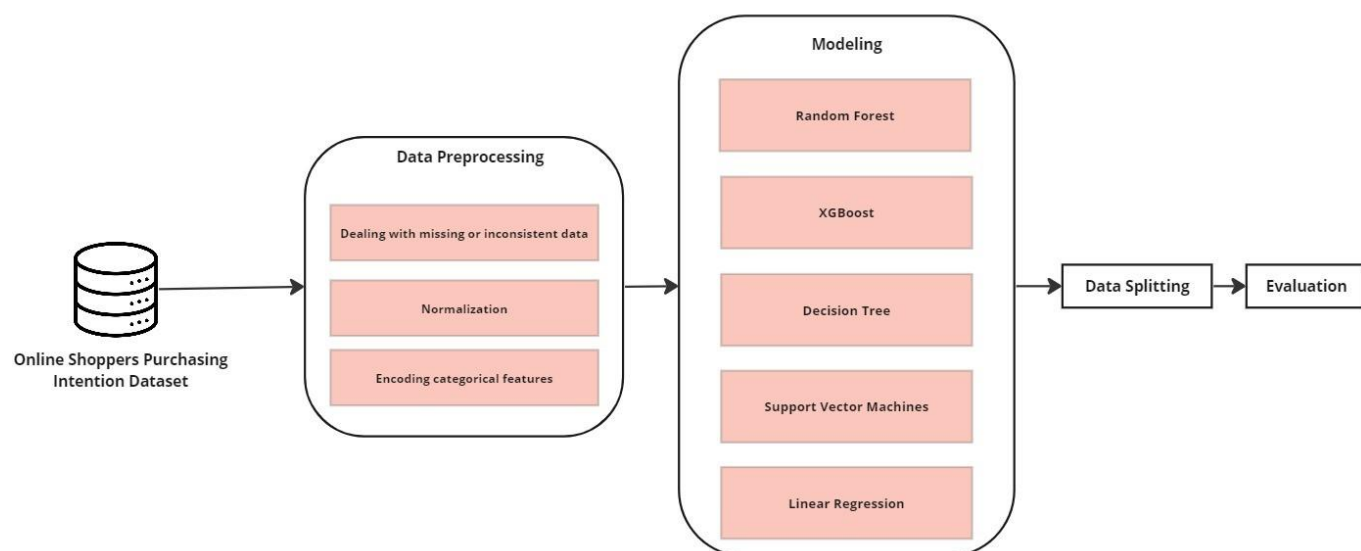 Online Shoppers Purchasing
Intention Dataset
Data Preprocessing
Dealing with missing or inconsistent data
Normalization
Encoding categorical features
Modeling
Random Forest
XGBoost
Decision Tree
Support Vector Machines
Linear Regression
Data Splitting
Evaluation